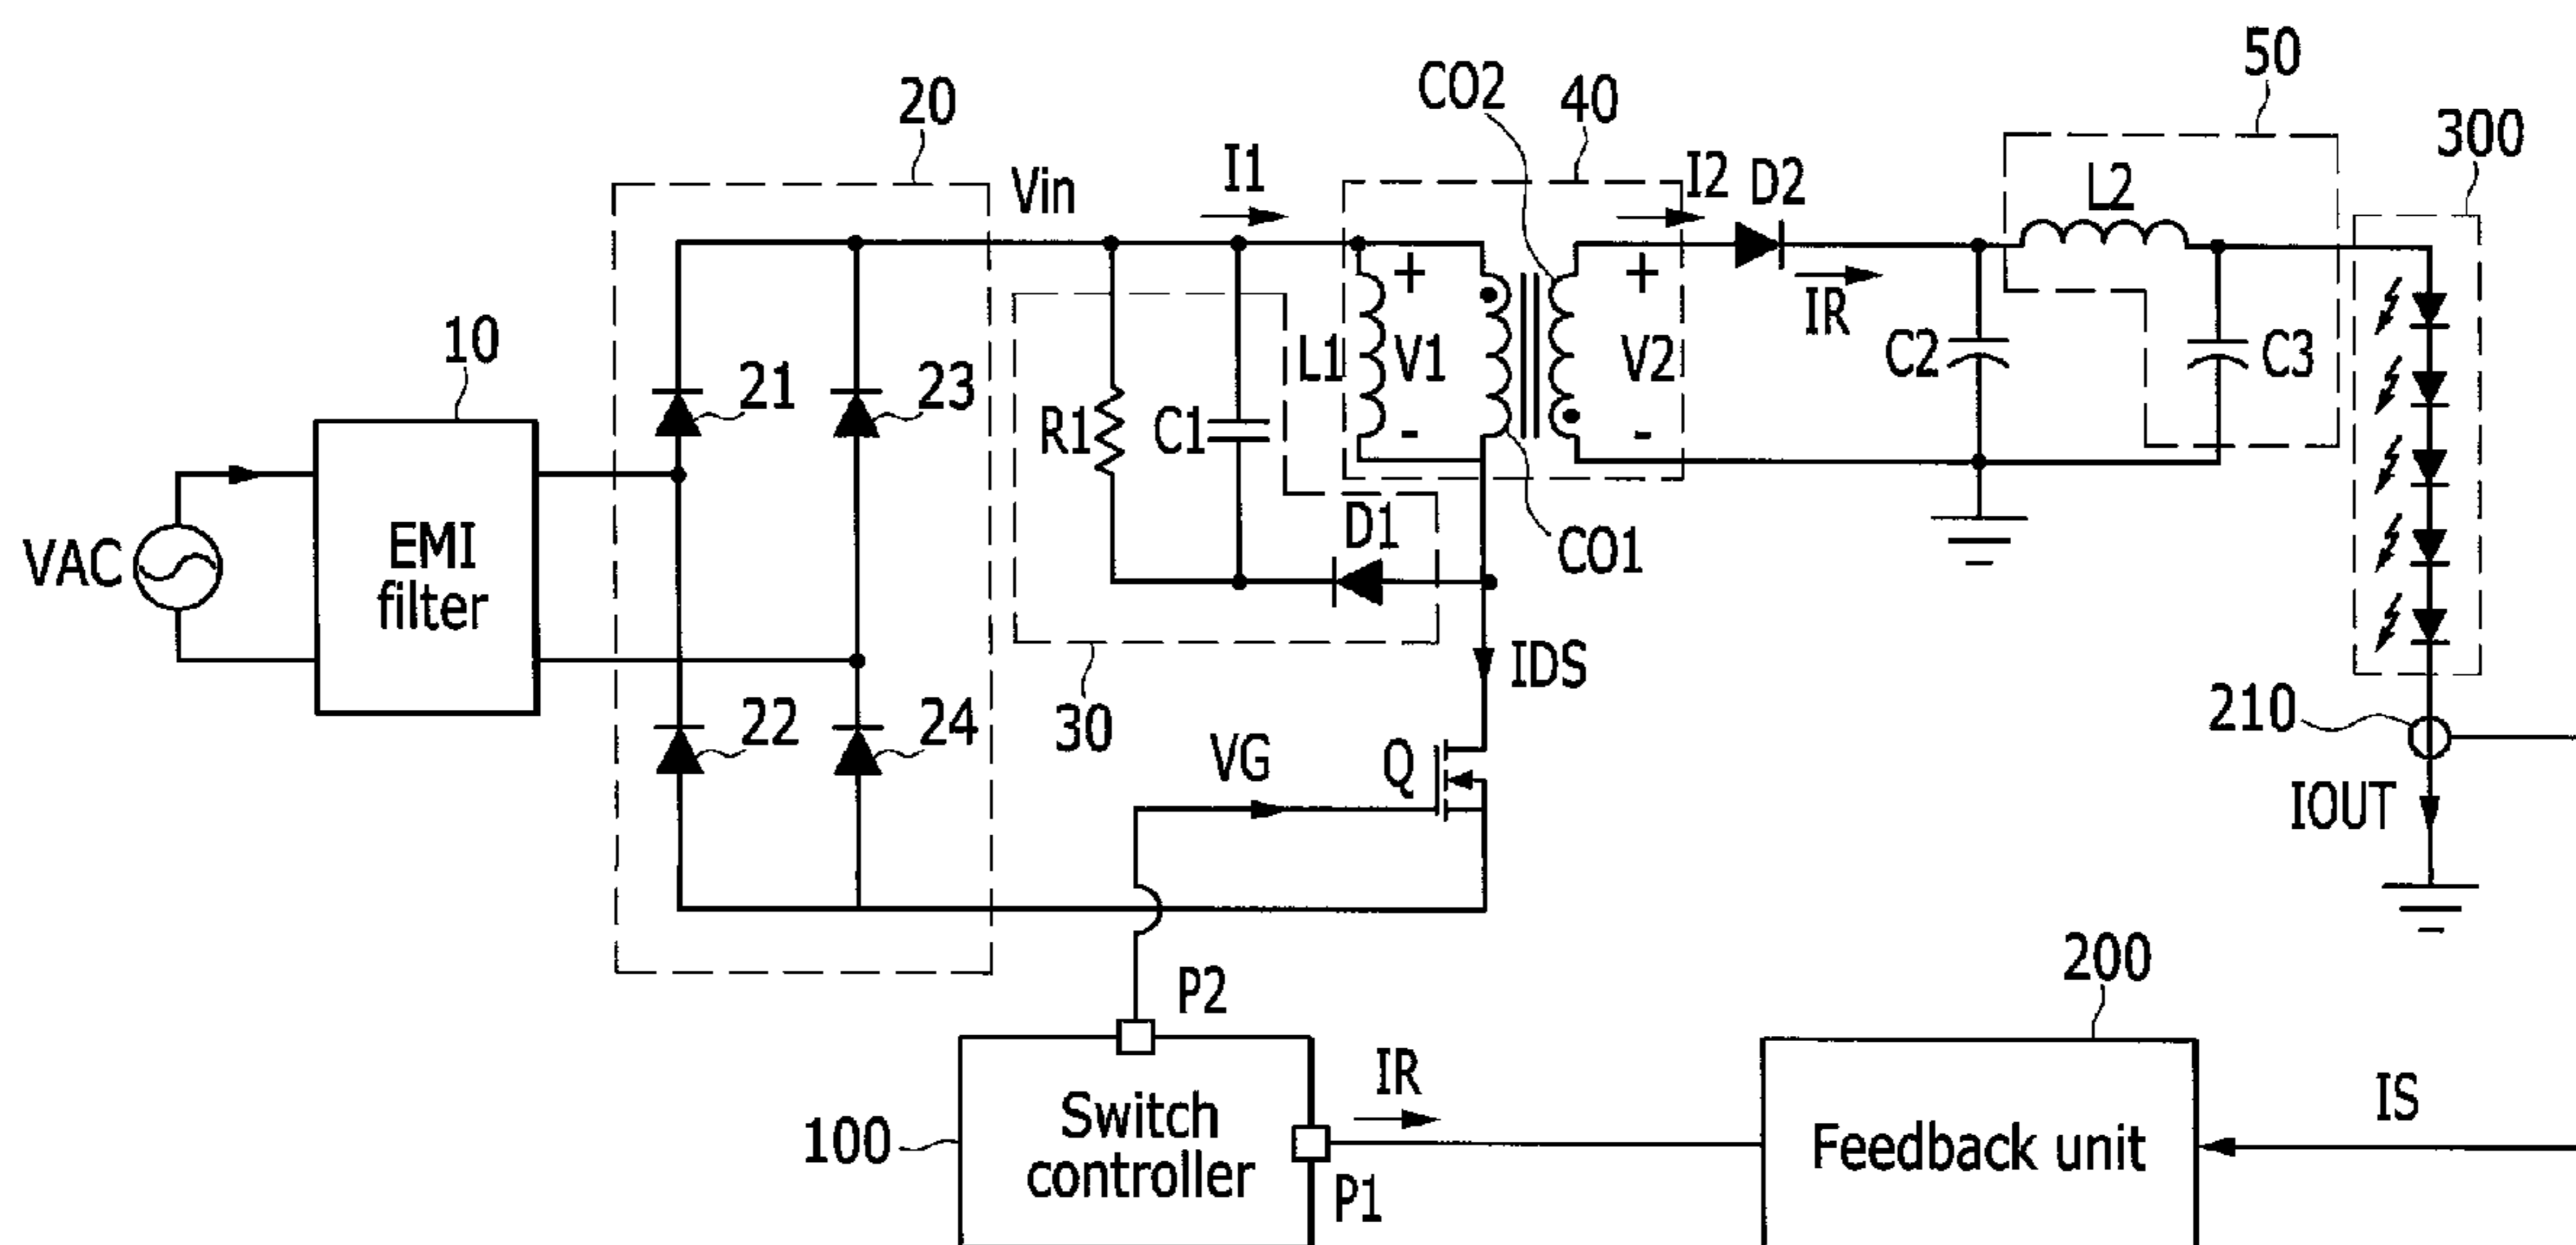 50
CO2
40
20
300
Vin
I1
I2
D2
L2
+
+
IR
10
L1
V1
V2
C2
C3
21
23
R1
C1
-
-
D1
CO1
VAC
EMI
filter
IDS
22
24
30
210
VG
Q
IOUT
200
P2
IR
IS
100
Switch
controller
Feedback unit
P1